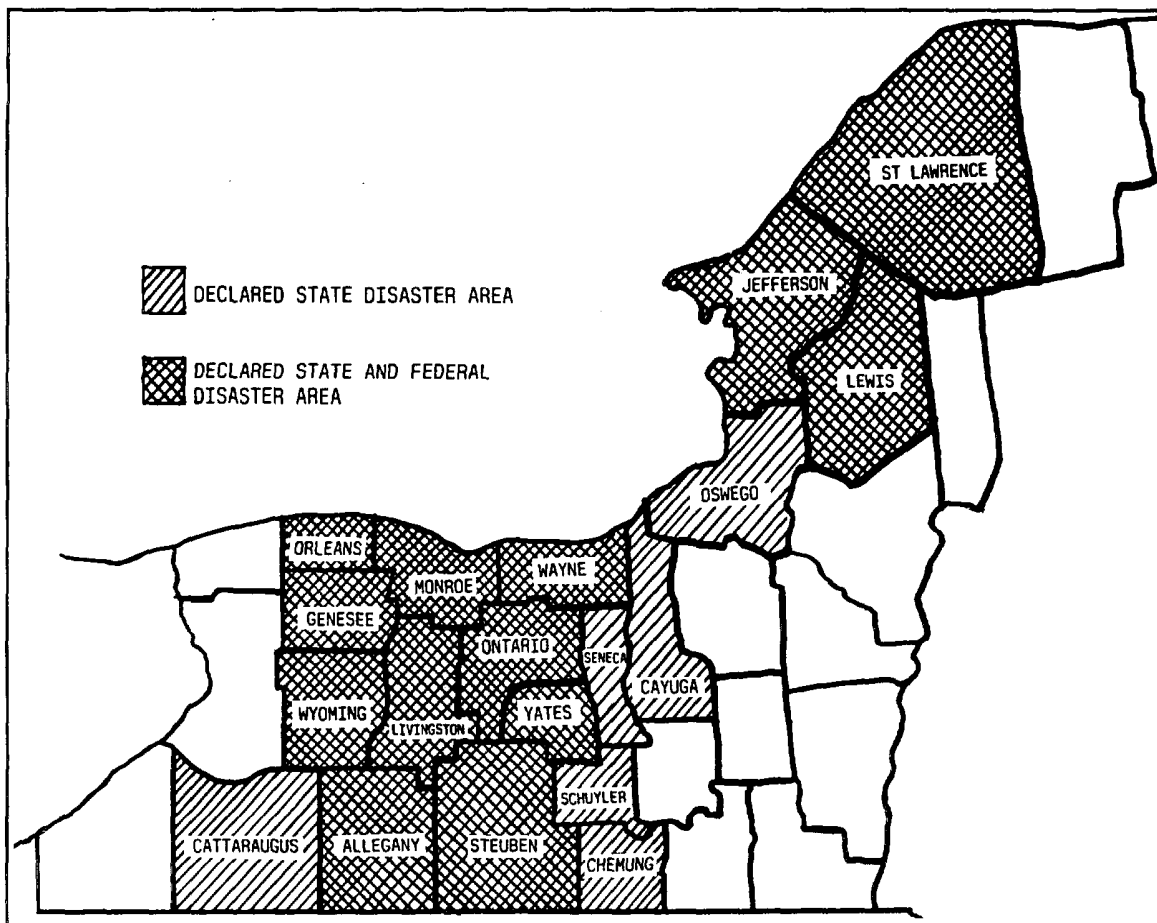 ST LAWRENCE
DECLARED STATE DISASTER AREA
JEFFERSON
DECLARED STATE AND FEDERAL
DISASTER AREA
LEWIS
OSWEGO
ORLEANS
MONROE
WAYNE
GENESEE
ONTARIO
SENECA
CAYUGA
WYOMING
YATES
LIVINGSTON
SCHUYLER
CATTARAUGUS
ALLEGANY
STEUBEN
CHEMUNG